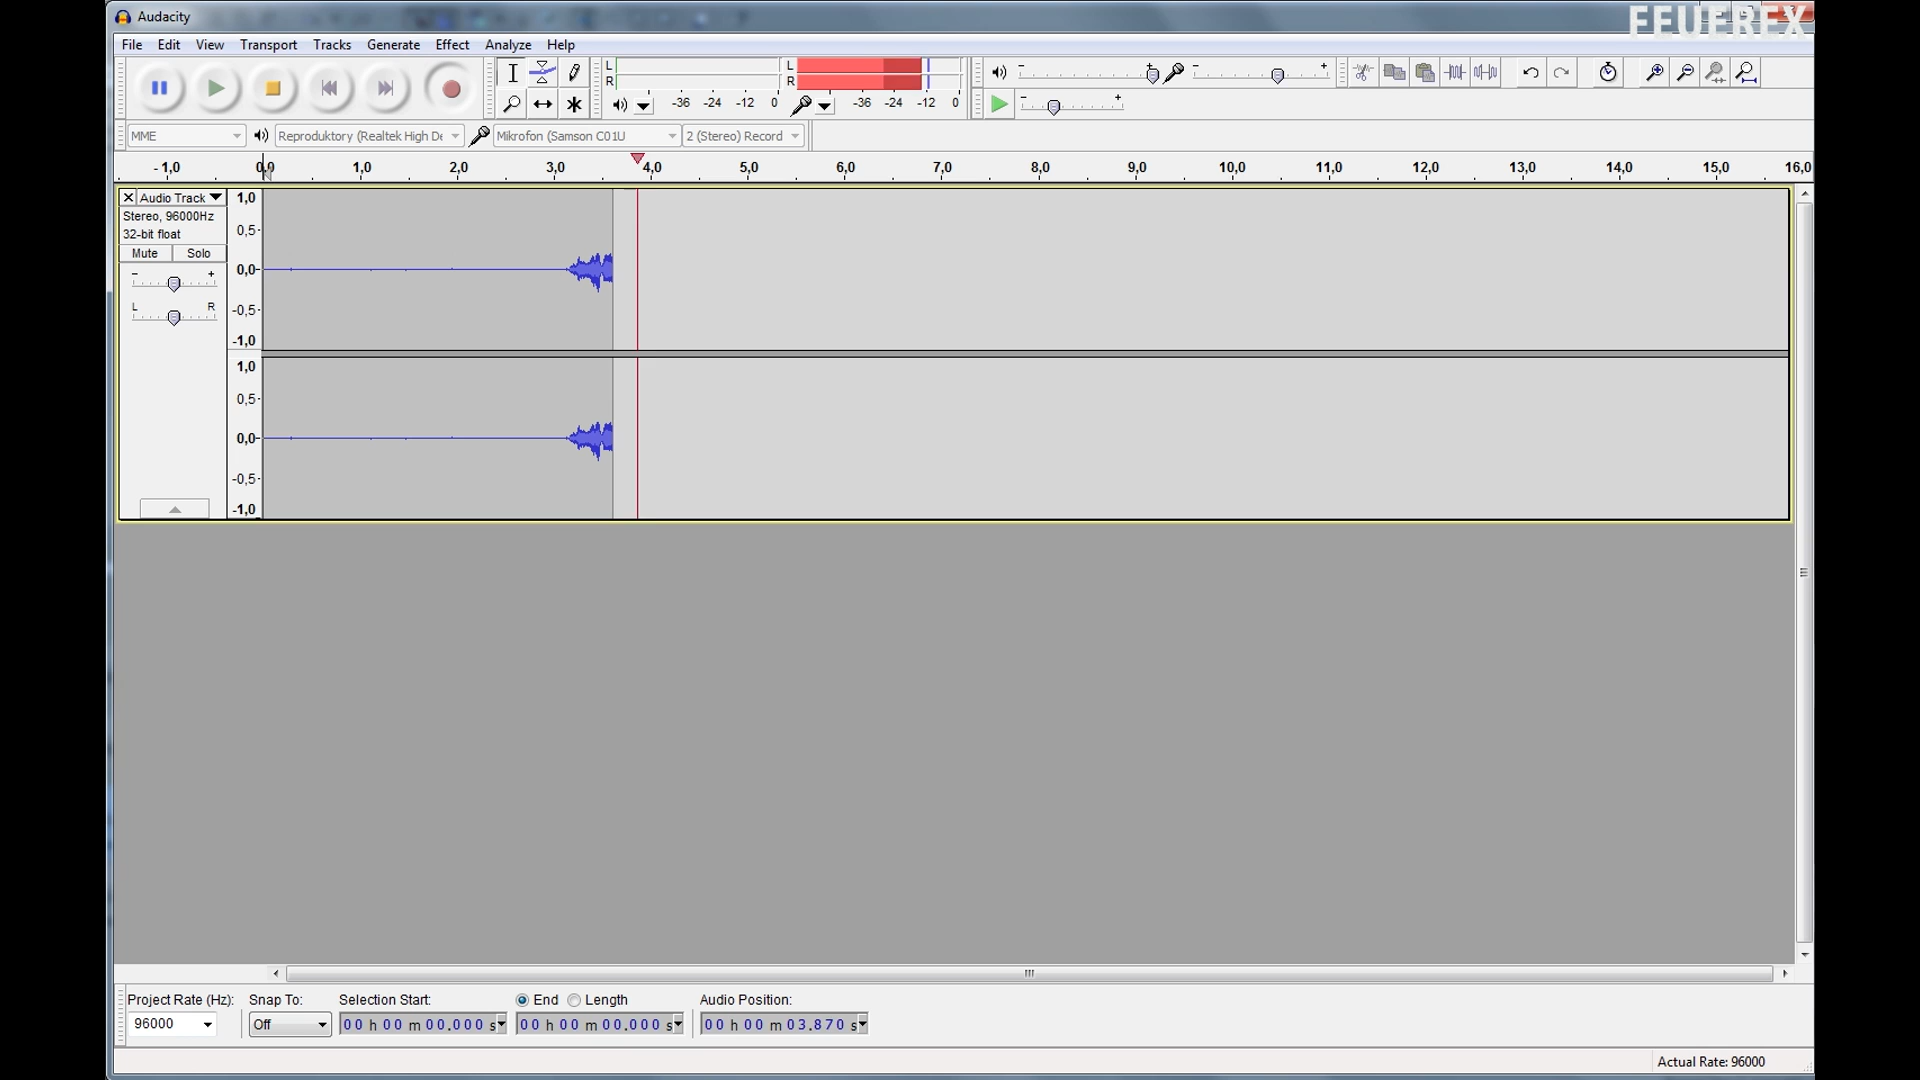 Audacity
FEUEREX
File Edit View Transport Tracks Generate Effect Analyze Help
L
R
-36 -24 -12 0
L
R
-36 -24 -12 0
MME
Reproduktory (Realtek High De
Mikrofon (Samson C01U
2 (Stereo) Record
-1,0 0,0 1,0 2,0 3,0 4,0 5,0 6,0 7,0 8,0 9,0 10,0 11,0 12,0 13,0 14,0 15,0 16,0
Audio Track
Stereo, 96000Hz
32-bit float
Mute Solo
- +
L R
1,0
0,5-
0,0-
-0,5-
-1,0
1,0
0,5-
0,0-
-0,5-
-1,0
Project Rate (Hz): Snap To: Selection Start: End Length Audio Position:
96000 Off 00 h 00 m 00.000 s 00 h 00 m 00.000 s 00 h 00 m 03.870 s
Actual Rate: 96000